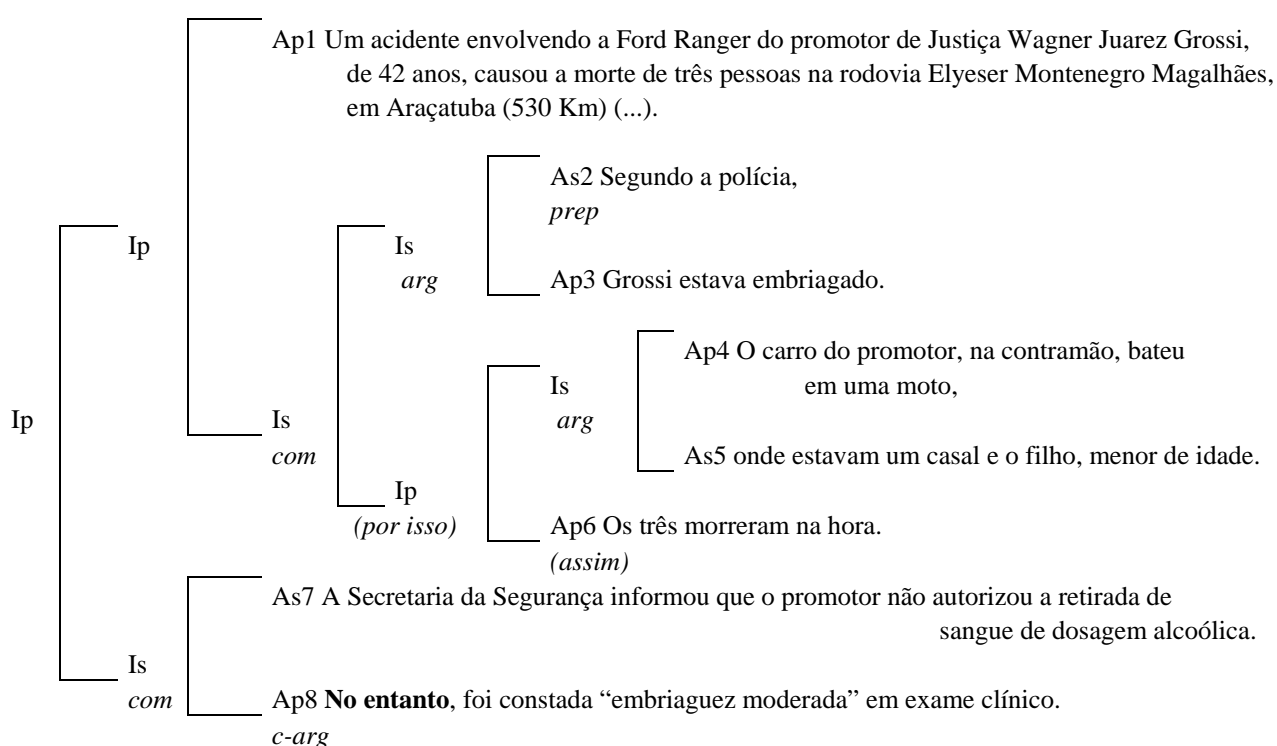 Ap1 Um acidente envolvendo a Ford Ranger do promotor de Justiça Wagner Juarez Grossi,
de 42 anos, causou a morte de três pessoas na rodovia Elyeser Montenegro Magalhães,
em Araçatuba (530 Km) (...).
As2 Segundo a polícia,
prep
Ip
Is
arg
Ap3 Grossi estava embriagado.
Ap4 O carro do promotor, na contramão, bateu
em uma moto,
Is
arg
Ip
Is
com
As5 onde estavam um casal e o filho, menor de idade.
Ip
(por isso)
Ap6 Os três morreram na hora.
(assim)
As7 A Secretaria da Segurança informou que o promotor não autorizou a retirada de
sangue de dosagem alcoólica.
Is
com
Ap8 No entanto, foi constada “embriaguez moderada” em exame clínico.
c-arg